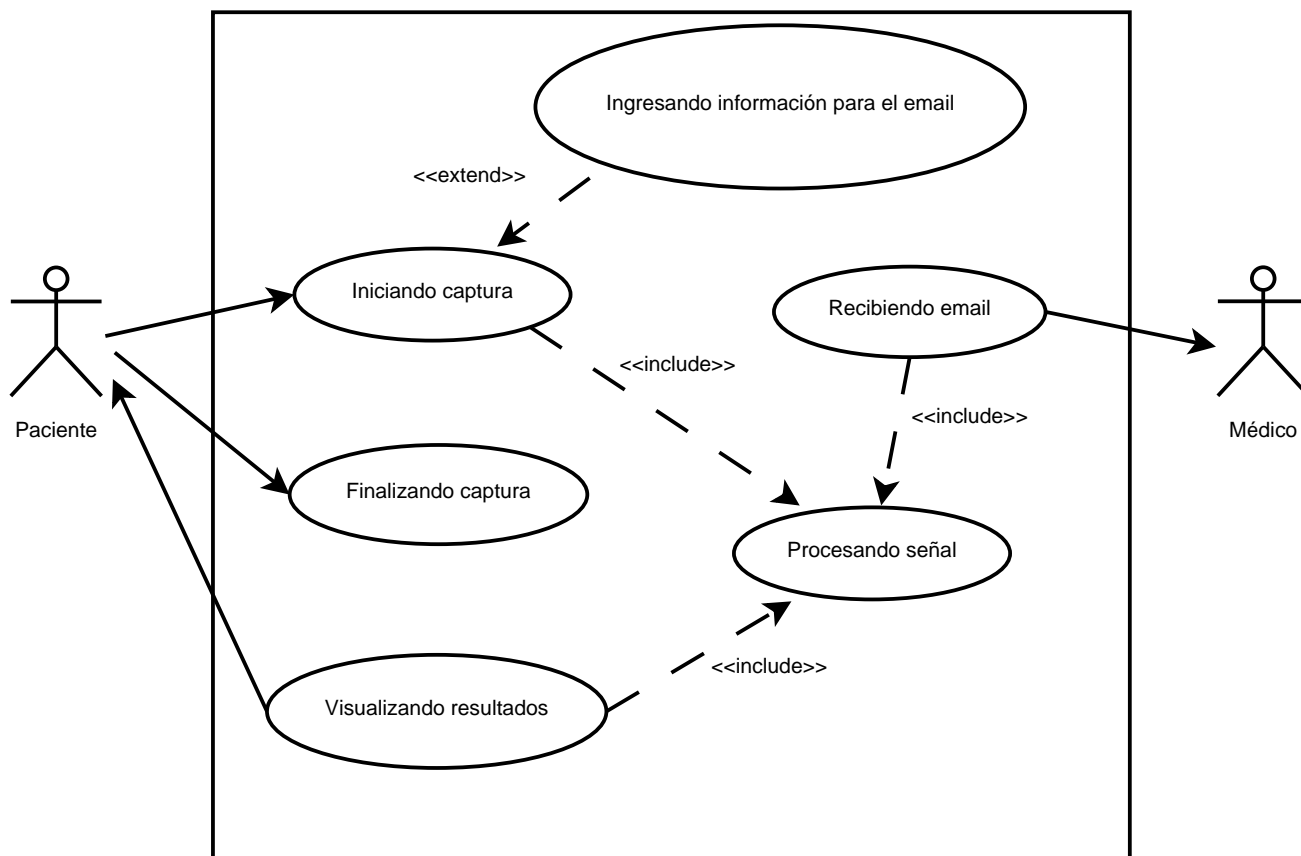 Ingresando información para el email
<<extend>>
Iniciando captura
Recibiendo email
<<include>>
<<include>>
Paciente
Médico
Finalizando captura
Procesando señal
<<include>>
Visualizando resultados